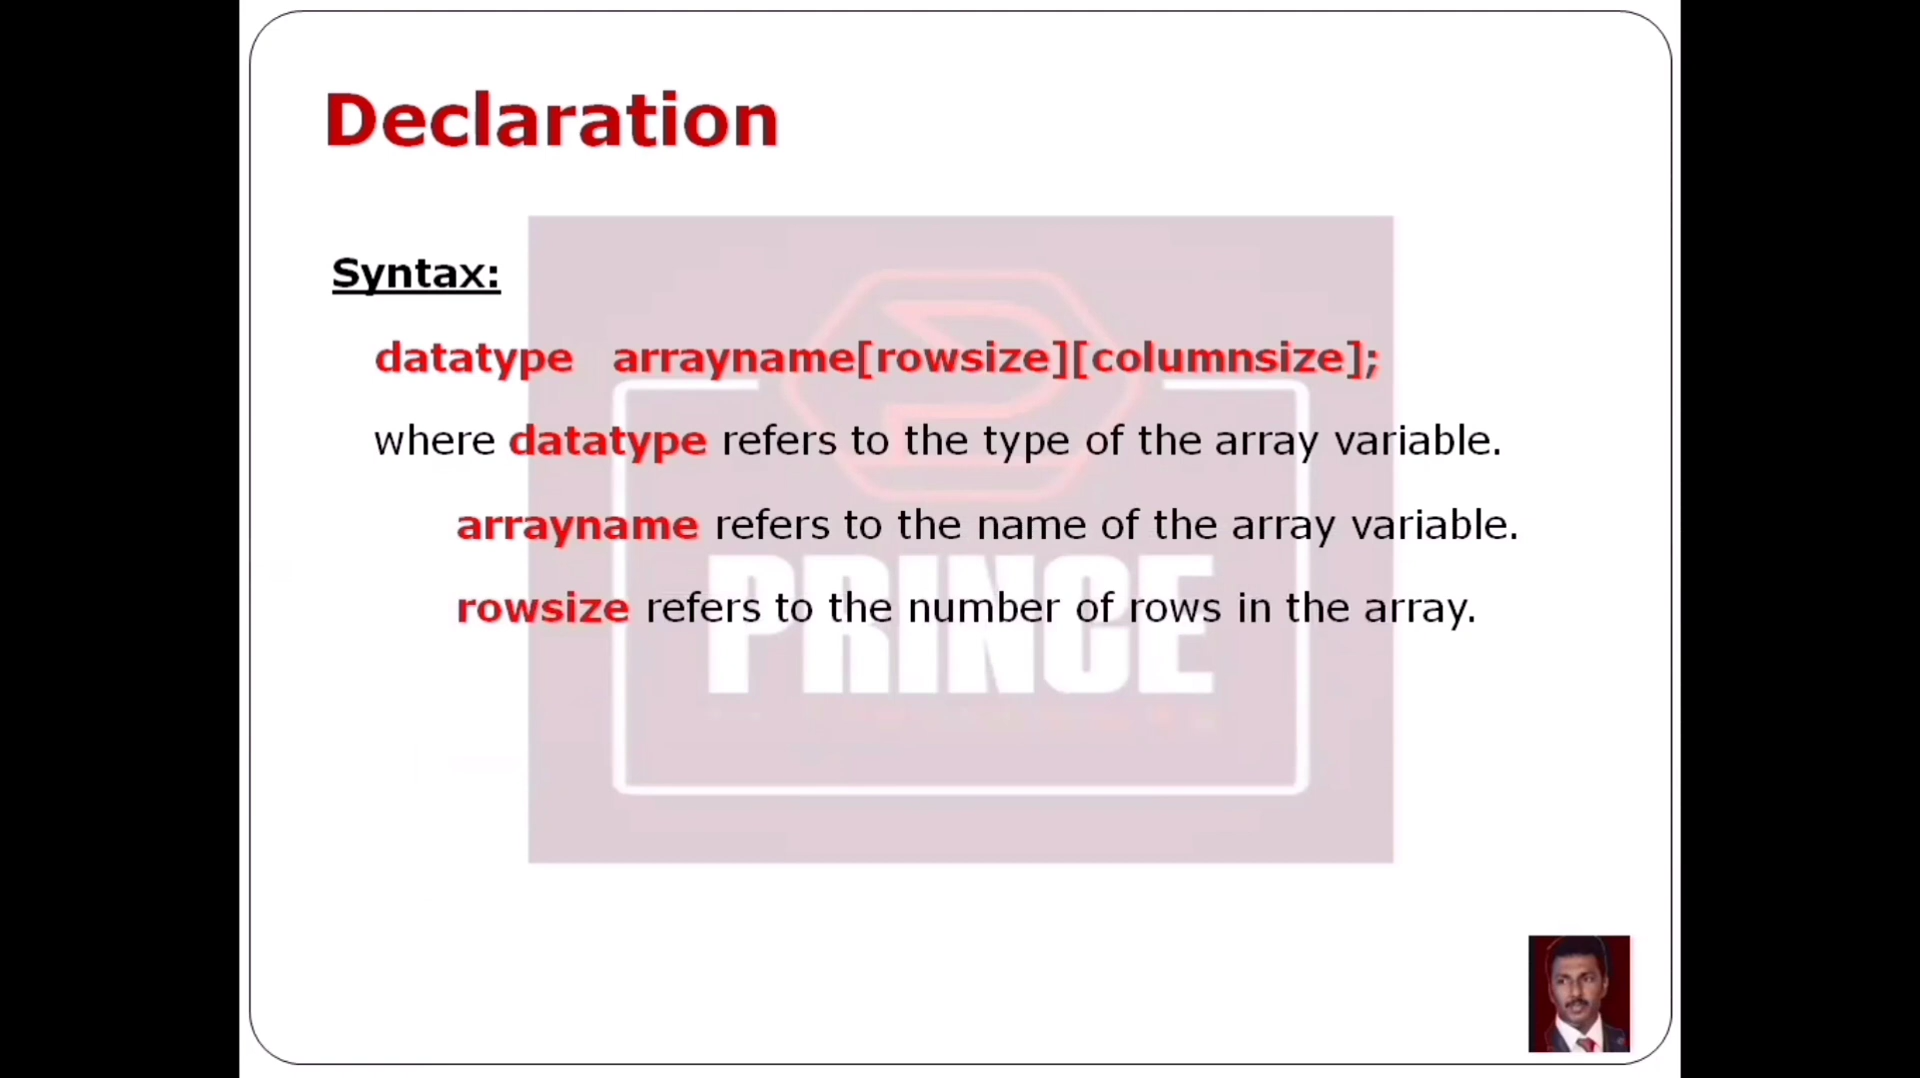 Declaration
Syntax:
datatype arrayname[rowsize][columnsize];
where datatype refers to the type of the array variable.
arrayname refers to the name of the array variable.
rowsize refers to the number of rows in the array.
PRINCE